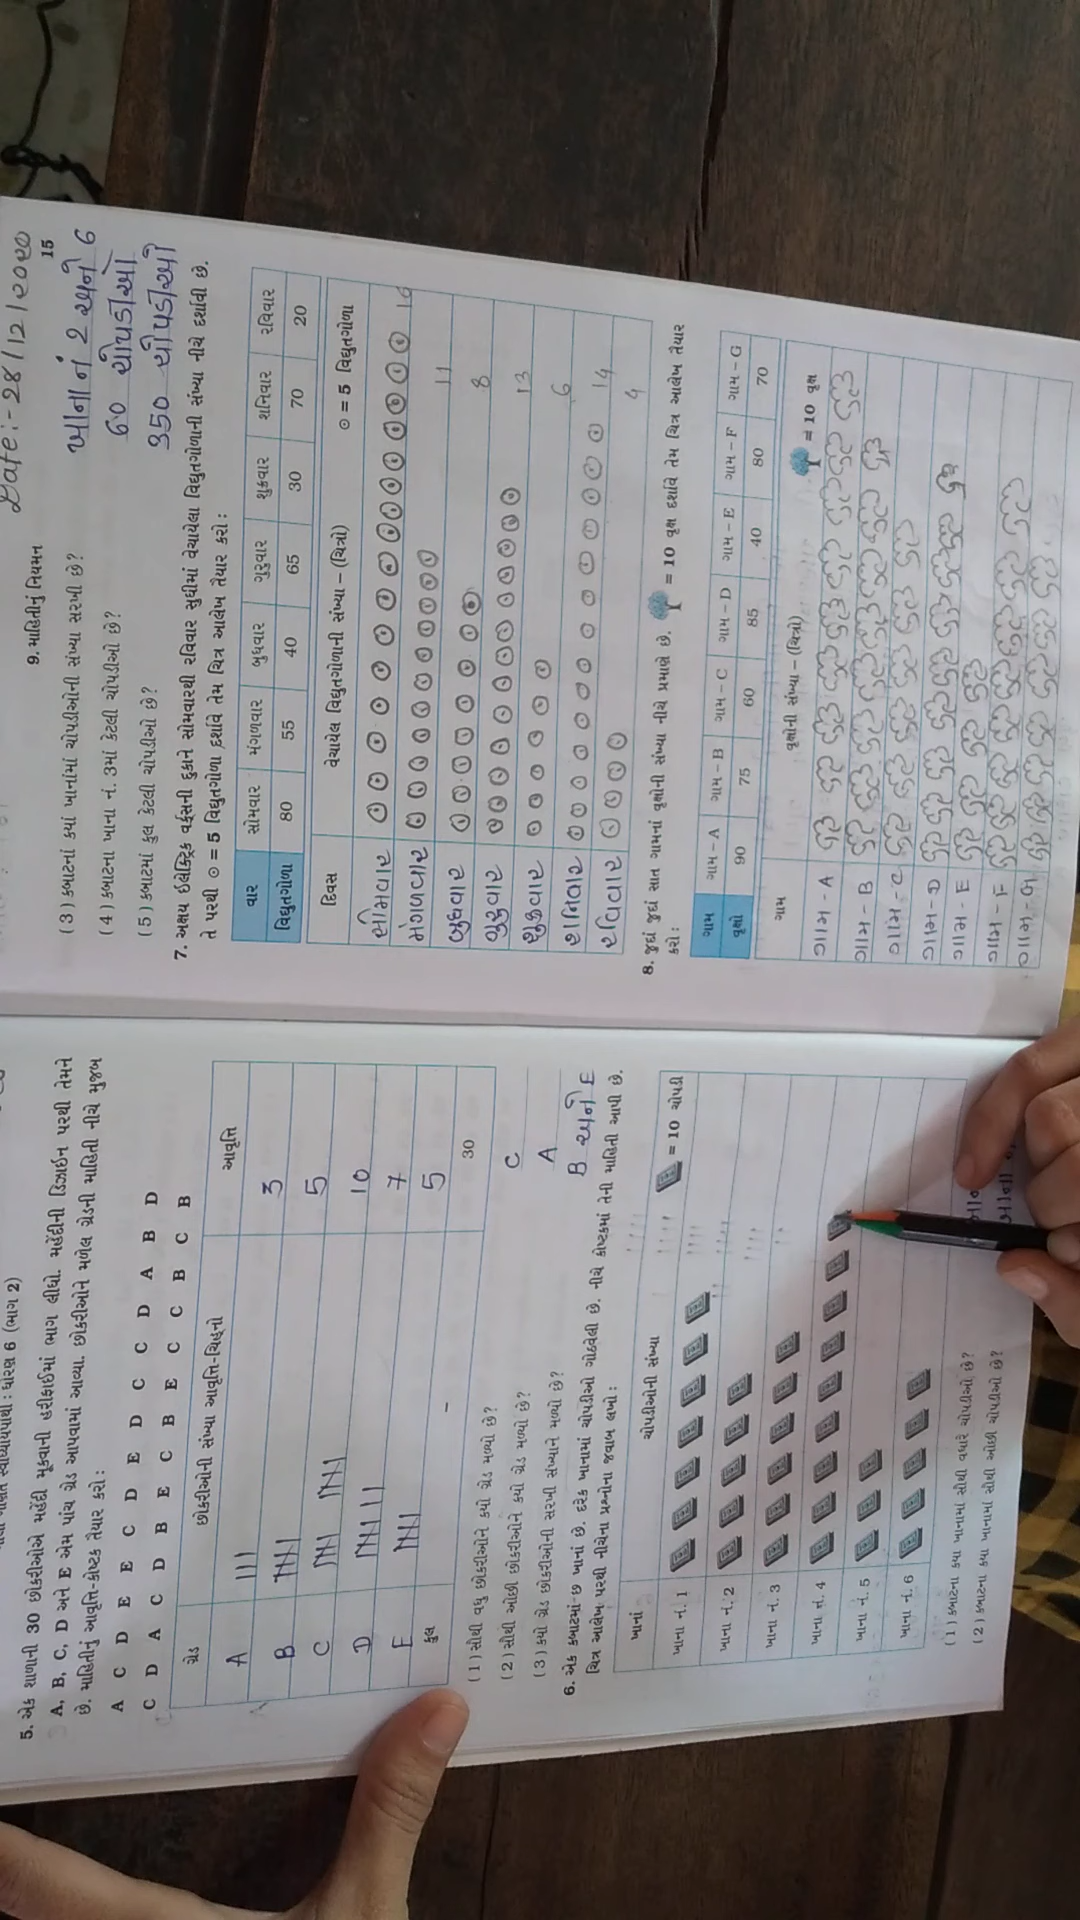 5. એક શાળાની 30 છોકરીઓએ મહેંદી મૂકવાની હરીફાઈમાં ભાગ લીધો. મહેંદીની ડિઝાઈન પરથી તેમને
A, B, C, D અને E એમ પાંચ ગ્રેડ આપવામાં આવ્યા. છોકરીઓને મળેલ ગ્રેડની માહિતી નીચે મુજબ
છે. માહિતીનું આવૃત્તિ-કોષ્ટક તૈયાર કરો :
A C D E E C D E D C C D A B D
C D A C D B E C B E C C B C B
ગ્રેડ છોકરીઓની સંખ્યા આવૃત્તિ-ચિહ્નો આવૃત્તિ
A 3
B 5
C 10
D 7
E 5
કુલ – 30
(1) સૌથી વધુ છોકરીઓને કયો ગ્રેડ મળ્યો છે? C
(2) સૌથી ઓછી છોકરીઓને કયો ગ્રેડ મળ્યો છે? A
(3) કયો ગ્રેડ છોકરીઓની સરખી સંખ્યાને મળ્યો છે? B અને E
6. એક કબાટમાં છ ખાનાં છે. દરેક ખાનામાં ચોપડીઓ ગોઠવેલી છે. નીચે કોષ્ટકમાં તેની માહિતી આપી છે.
ચિત્ર આલેખ પરથી નીચેના પ્રશ્નોના જવાબ લખો :
ખાનાં ચોપડીઓની સંખ્યા = 10 ચોપડી
ખાના નં. 1
ખાના નં. 2
ખાના નં. 3
ખાના નં. 4
ખાના નં. 5
ખાના નં. 6
(1) કબાટના કયા ખાનામાં સૌથી વધારે ચોપડીઓ છે?
(2) કબાટના કયા ખાનામાં સૌથી ઓછી ચોપડીઓ છે?
Date:- 28/12/2020
9. માહિતીનું નિયમન 15
(3) કબાટનાં કયાં ખાનાંમાં ચોપડીઓની સંખ્યા સરખી છે? ખાના નં 2 અને 6
(4) કબાટના ખાના નં. 3માં કેટલી ચોપડીઓ છે? 60 ચોપડીઓ
(5) કબાટમાં કુલ કેટલી ચોપડીઓ છે? 350 ચોપડીઓ
7. અક્ષય ઇલેક્ટ્રિક વર્ક્સની દુકાને સોમવારથી રવિવાર સુધીમાં વેચાયેલા વિદ્યુતગોળાની સંખ્યા નીચે દર્શાવી છે.
તે પરથી ⊙ = 5 વિદ્યુતગોળા દર્શાવે તેમ ચિત્ર આલેખ તૈયાર કરો :
વાર સોમવાર મંગળવાર બુધવાર ગુરુવાર શુક્રવાર શનિવાર રવિવાર
વિદ્યુતગોળા 80 55 40 65 30 70 20
દિવસ વેચાયેલ વિદ્યુતગોળાની સંખ્યા – (ચિત્રો) ⊙ = 5 વિદ્યુતગોળા
સોમવાર ⊙ ⊙ ⊙ ⊙ ⊙ ⊙ ⊙ ⊙ ⊙ ⊙ ⊙ ⊙ ⊙ ⊙ ⊙ ⊙ 16
મંગળવાર ⊙ ⊙ ⊙ ⊙ ⊙ ⊙ ⊙ ⊙ ⊙ ⊙ ⊙ 11
બુધવાર ⊙ ⊙ ⊙ ⊙ ⊙ ⊙ ⊙ ⊙ 8
ગુરુવાર ⊙ ⊙ ⊙ ⊙ ⊙ ⊙ ⊙ ⊙ ⊙ ⊙ ⊙ ⊙ ⊙ 13
શુક્રવાર ⊙ ⊙ ⊙ ⊙ ⊙ ⊙ 6
શનિવાર ⊙ ⊙ ⊙ ⊙ ⊙ ⊙ ⊙ ⊙ ⊙ ⊙ ⊙ ⊙ ⊙ ⊙ 14
રવિવાર ⊙ ⊙ ⊙ ⊙ 4
8. જુદાં જુદાં સાત ગામનાં વૃક્ષોની સંખ્યા નીચે પ્રમાણે છે. = 10 વૃક્ષ દર્શાવે તેમ ચિત્ર આલેખ તૈયાર
કરો :
ગામ ગામ – A ગામ – B ગામ – C ગામ – D ગામ – E ગામ – F ગામ – G
વૃક્ષો 90 75 60 85 40 80 70
ગામ વૃક્ષોની સંખ્યા – (ચિત્રો) = 10 વૃક્ષ
ગામ - A
ગામ - B
ગામ - C
ગામ - D
ગામ - E
ગામ - F
ગામ - G